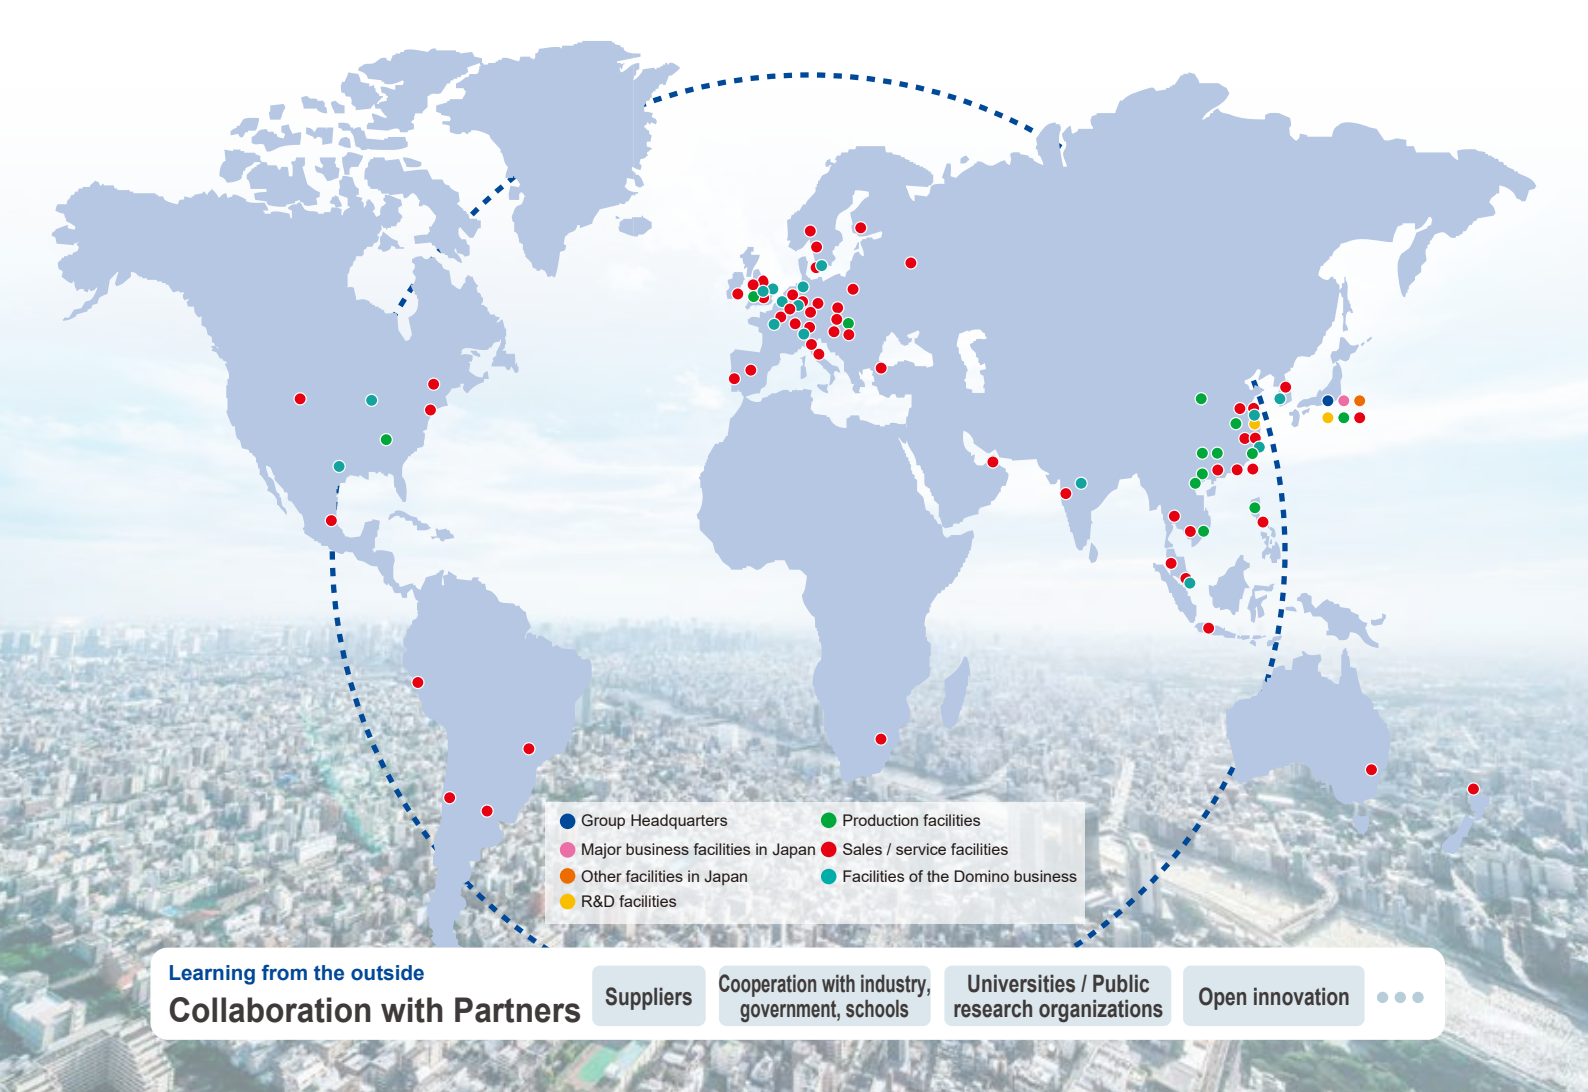 Group Headquarters
Major business facilities in Japan
Other facilities in Japan
R&D facilities
Production facilities
Sales / service facilities
Facilities of the Domino business
Learning from the outside
Collaboration with Partners
Suppliers
Cooperation with industry,
government, schools
Universities / Public
research organizations
Open innovation